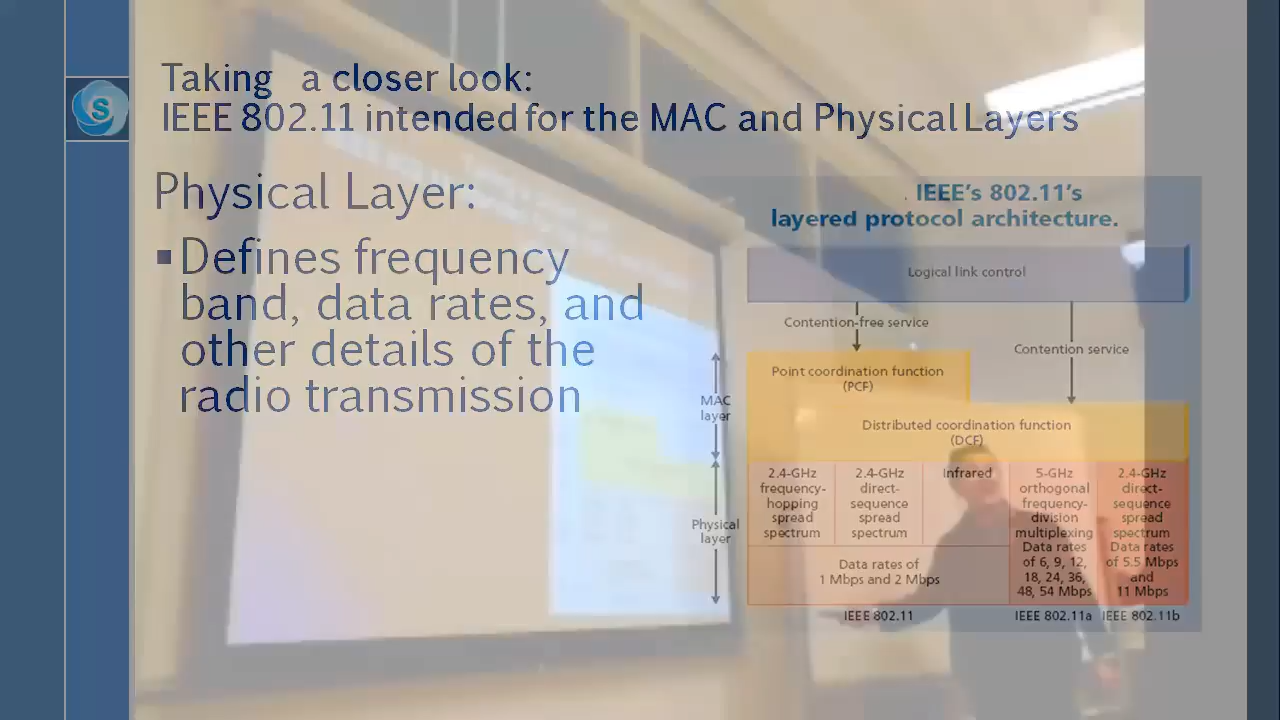 Taking a closer look:
IEEE 802.11 intended for the MAC and Physical Layers
Physical Layer:
▪Defines frequency
band, data rates, and
other details of the
radio transmission
. IEEE's 802.11's
layered protocol architecture.
Logical link control
Contention-free service
Contention service
Point coordination function
(PCF)
MAC
layer
Distributed coordination function
(DCF)
2.4-GHz
frequency-
hopping
spread
spectrum
2.4-GHz
direct-
sequence
spread
spectrum
Infrared
5-GHz
orthogonal
frequency-
division
multiplexing
Data rates
of 6, 9, 12,
18, 24, 36,
48, 54 Mbps
2.4-GHz
direct-
sequence
spread
spectrum
Data rates
of 5.5 Mbps
and
11 Mbps
Physical
layer
Data rates of
1 Mbps and 2 Mbps
IEEE 802.11
IEEE 802.11a
IEEE 802.11b
S